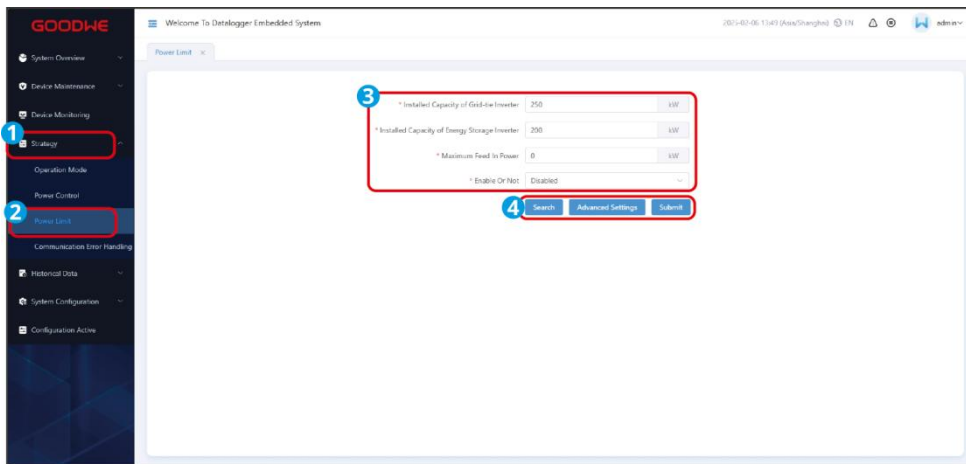 GOODWE
Welcome To Datalogger Embedded System
2025-02-06 13:49 (Asia/Shanghai) EN
admin
System Overview
Device Maintenance
Device Monitoring
1
Strategy
Operation Mode
Power Control
2
Power Limit
Communication Error Handling
Historical Data
System Configuration
Configuration Active
Power Limit ×
3
* Installed Capacity of Grid-tie Inverter 250 kW
* Installed Capacity of Energy Storage Inverter 200 kW
* Maximum Feed In Power 0 kW
* Enable Or Not Disabled
4
Search Advanced Settings Submit